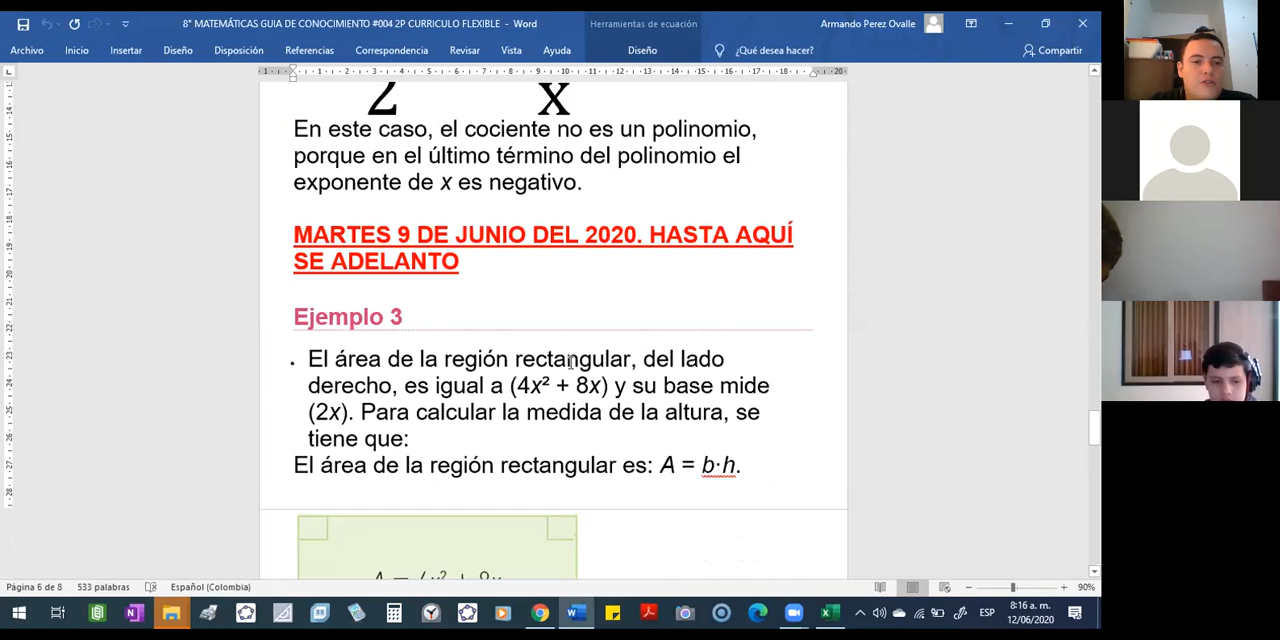 8° MATEMÁTICAS GUIA DE CONOCIMIENTO #004 2P CURRICULO FLEXIBLE - Word
Herramientas de ecuación
Armando Perez Ovalle
Archivo Inicio Insertar Diseño Disposición Referencias Correspondencia Revisar Vista Ayuda Diseño ¿Qué desea hacer? Compartir
2 x
En este caso, el cociente no es un polinomio,
porque en el último término del polinomio el
exponente de x es negativo.
MARTES 9 DE JUNIO DEL 2020. HASTA AQUÍ
SE ADELANTO
Ejemplo 3
• El área de la región rectangular, del lado
derecho, es igual a (4x² + 8x) y su base mide
(2x). Para calcular la medida de la altura, se
tiene que:
El área de la región rectangular es: A = b·h.
Página 6 de 8 533 palabras Español (Colombia) 90%
ESP 8:16 a. m.
12/06/2020